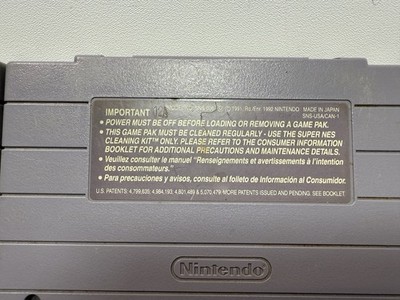 IMPORTANT © 1991, 1992 NINTENDO MADE IN JAPAN
SNS-USA/CAN-1
• POWER MUST BE OFF BEFORE LOADING OR REMOVING A GAME PAK.
• THIS GAME PAK MUST BE CLEANED REGULARLY - USE THE SUPER NES
CLEANING KIT™ ONLY. PLEASE REFER TO THE CONSUMER INFORMATION
BOOKLET FOR ADDITIONAL PRECAUTIONS AND MAINTENANCE DETAILS.
• Veuillez consulter le manuel "Renseignements et avertissements à l'intention
des consommateurs."
• Para precauciones y avisos, consulte al folleto de Información al Consumidor.
U.S. PATENTS: 4,799,635; 4,984,193; 4,801,489 & 5,070,479 MORE PATENTS ISSUED AND PENDING. SEE BOOKLET.
Nintendo